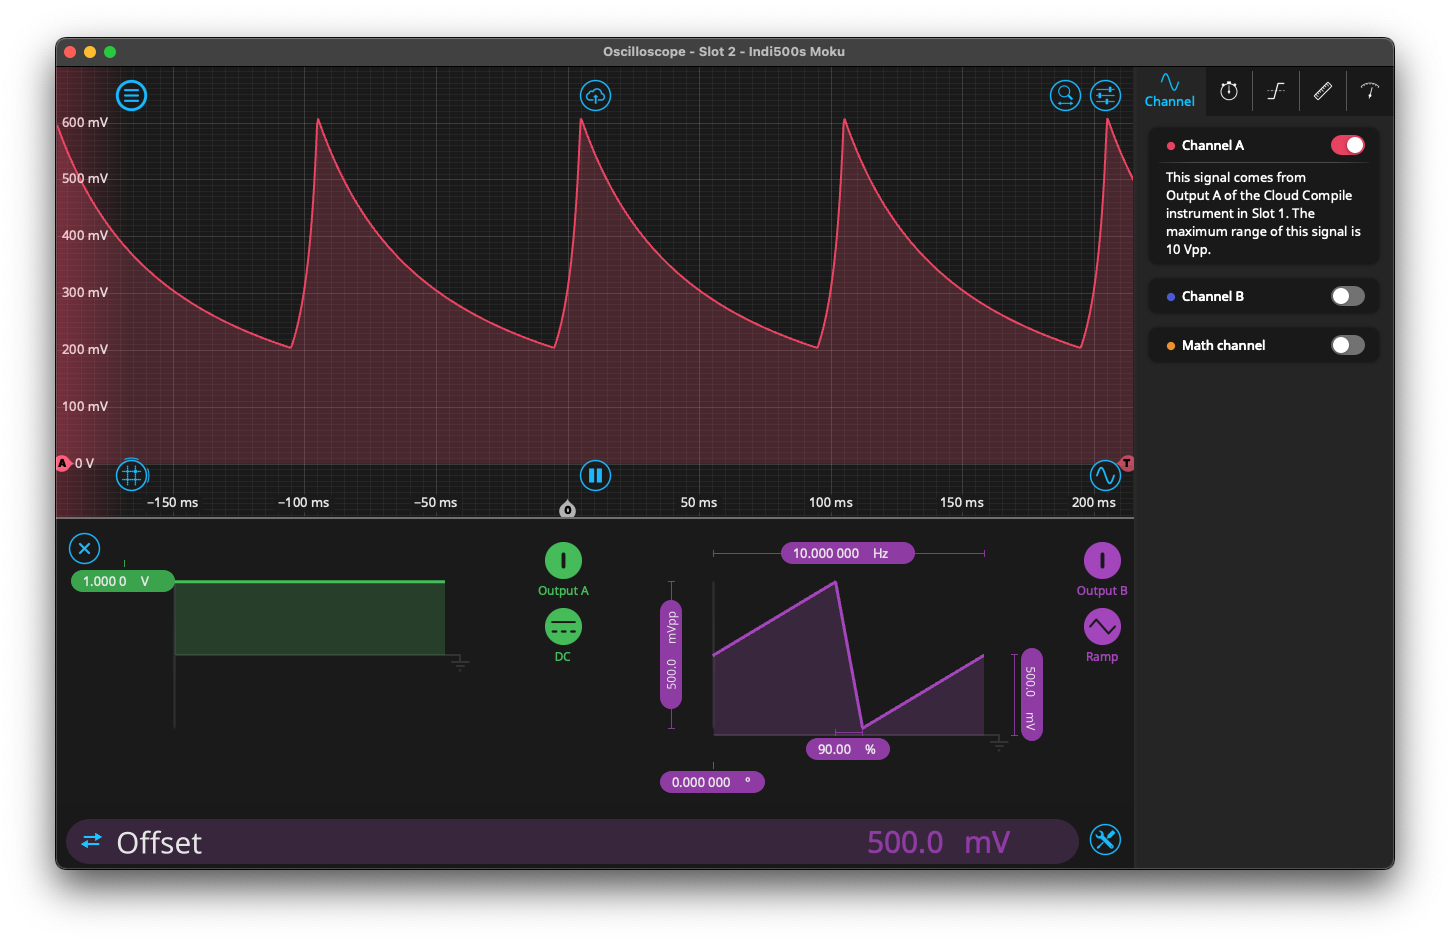 Oscilloscope - Slot 2 - Indi500s Moku
Channel
600 mV
500 mV
400 mV
300 mV
200 mV
100 mV
A
0 V
T
−150 ms
−100 ms
−50 ms
0
50 ms
100 ms
150 ms
200 ms
Channel A
This signal comes from
Output A of the Cloud Compile
instrument in Slot 1. The
maximum range of this signal is
10 Vpp.
Channel B
Math channel
1.000 0 V
Output A
DC
10.000 000 Hz
500.0 mVpp
500.0 mV
90.00 %
0.000 000 °
Output B
Ramp
Offset
500.0 mV